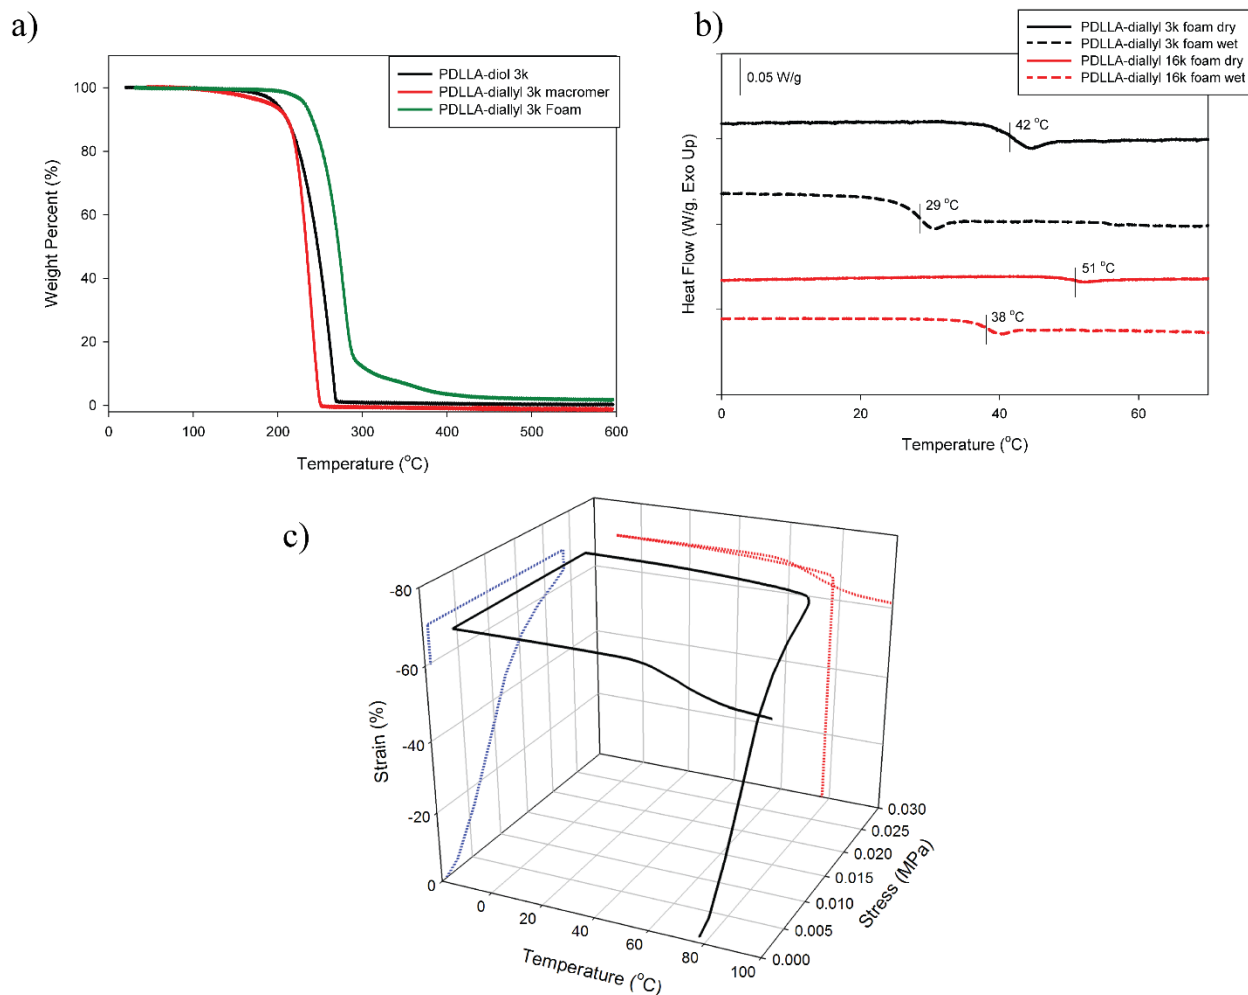 a)
PDLLA-diol 3k
PDLLA-diallyl 3k macromer
PDLLA-diallyl 3k Foam
Weight Percent (%)
100
80
60
40
20
0
0
100
200
300
400
500
600
Temperature (°C)
b)
PDLLA-diallyl 3k foam dry
PDLLA-diallyl 3k foam wet
PDLLA-diallyl 16k foam dry
PDLLA-diallyl 16k foam wet
0.05 W/g
42 °C
29 °C
51 °C
38 °C
Heat Flow (W/g, Exo Up)
0
20
40
60
Temperature (°C)
c)
Strain (%)
-80
-60
-40
-20
0
0
20
40
60
80
100
Temperature (°C)
0.000
0.005
0.010
0.015
0.020
0.025
0.030
Stress (MPa)